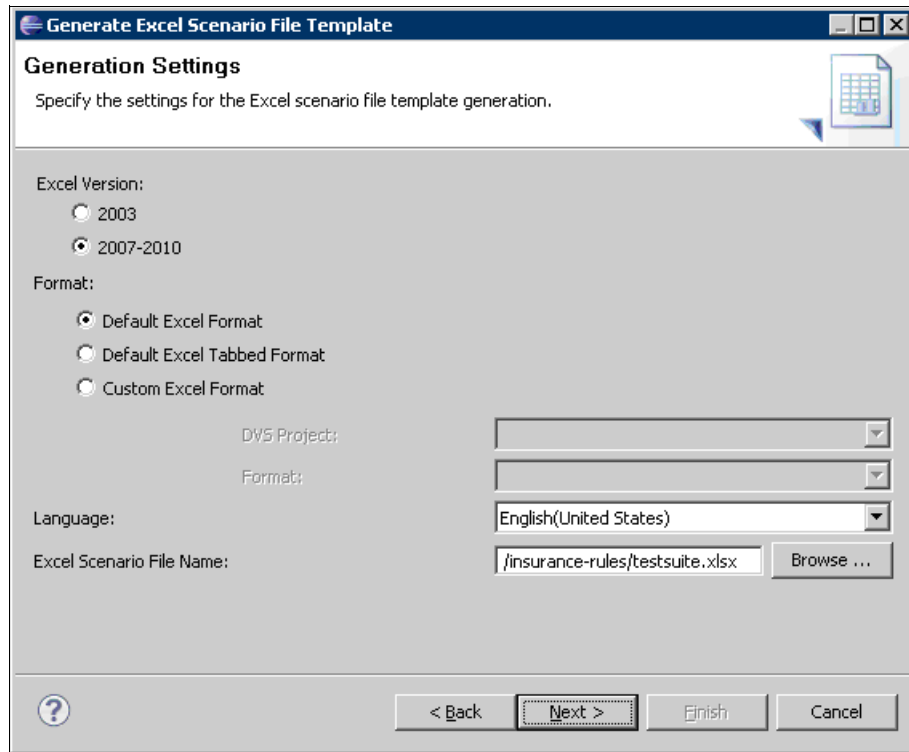 Generate Excel Scenario File Template
Generation Settings
Specify the settings for the Excel scenario file template generation.
Excel Version:
2003
2007-2010
Format:
Default Excel Format
Default Excel Tabbed Format
Custom Excel Format
DVS Project:
Format:
Language: English(United States)
Excel Scenario File Name: /insurance-rules/testsuite.xlsx Browse ...
? < Back Next > Finish Cancel